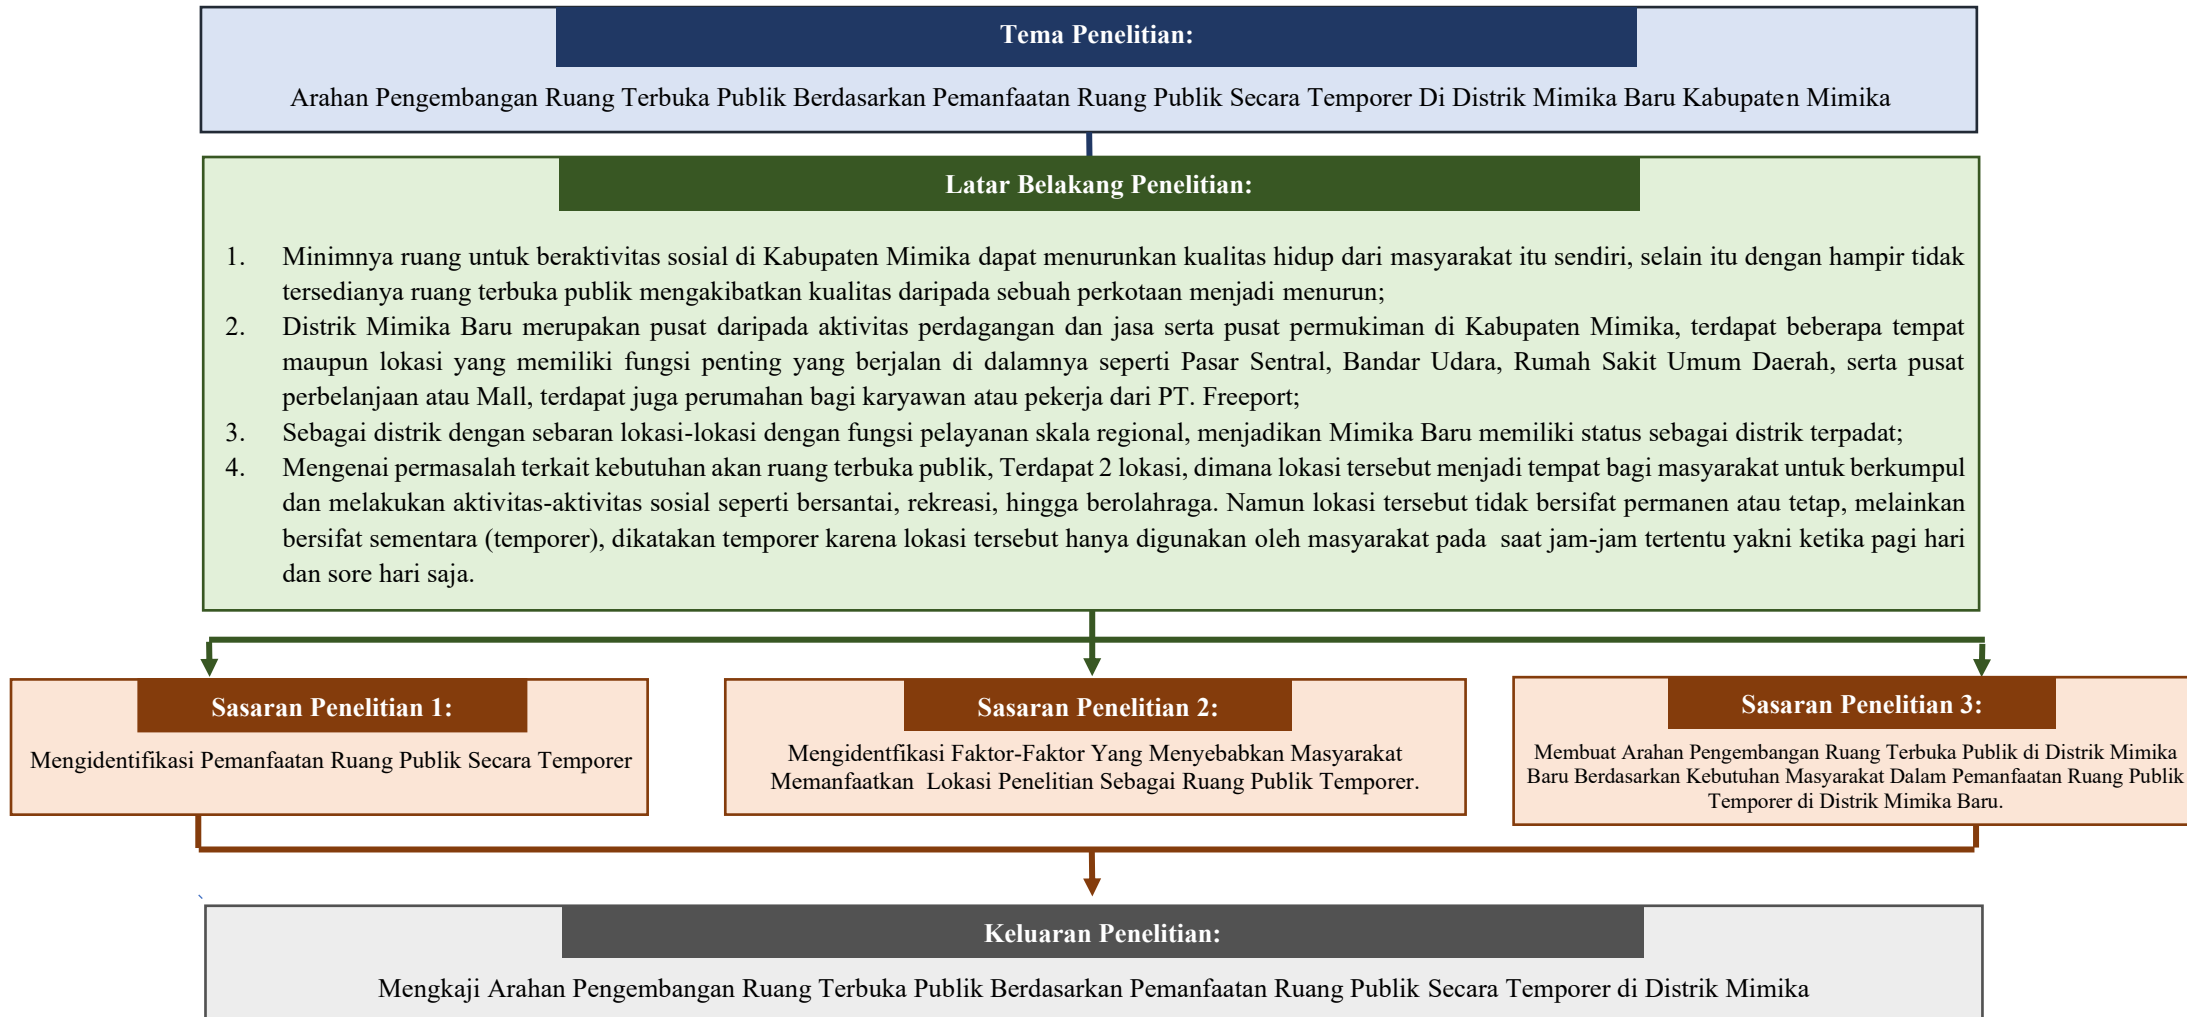 Tema Penelitian:
Arahan Pengembangan Ruang Terbuka Publik Berdasarkan Pemanfaatan Ruang Publik Secara Temporer Di Distrik Mimika Baru Kabupaten Mimika
Latar Belakang Penelitian:
1. Minimnya ruang untuk beraktivitas sosial di Kabupaten Mimika dapat menurunkan kualitas hidup dari masyarakat itu sendiri, selain itu dengan hampir tidak
tersedianya ruang terbuka publik mengakibatkan kualitas daripada sebuah perkotaan menjadi menurun;
2. Distrik Mimika Baru merupakan pusat daripada aktivitas perdagangan dan jasa serta pusat permukiman di Kabupaten Mimika, terdapat beberapa tempat
maupun lokasi yang memiliki fungsi penting yang berjalan di dalamnya seperti Pasar Sentral, Bandar Udara, Rumah Sakit Umum Daerah, serta pusat
perbelanjaan atau Mall, terdapat juga perumahan bagi karyawan atau pekerja dari PT. Freeport;
3. Sebagai distrik dengan sebaran lokasi-lokasi dengan fungsi pelayanan skala regional, menjadikan Mimika Baru memiliki status sebagai distrik terpadat;
4. Mengenai permasalah terkait kebutuhan akan ruang terbuka publik, Terdapat 2 lokasi, dimana lokasi tersebut menjadi tempat bagi masyarakat untuk berkumpul
dan melakukan aktivitas-aktivitas sosial seperti bersantai, rekreasi, hingga berolahraga. Namun lokasi tersebut tidak bersifat permanen atau tetap, melainkan
bersifat sementara (temporer), dikatakan temporer karena lokasi tersebut hanya digunakan oleh masyarakat pada saat jam-jam tertentu yakni ketika pagi hari
dan sore hari saja.
Sasaran Penelitian 1:
Mengidentifikasi Pemanfaatan Ruang Publik Secara Temporer
Sasaran Penelitian 2:
Mengidentfikasi Faktor-Faktor Yang Menyebabkan Masyarakat
Memanfaatkan Lokasi Penelitian Sebagai Ruang Publik Temporer.
Sasaran Penelitian 3:
Membuat Arahan Pengembangan Ruang Terbuka Publik di Distrik Mimika
Baru Berdasarkan Kebutuhan Masyarakat Dalam Pemanfaatan Ruang Publik
Temporer di Distrik Mimika Baru.
Keluaran Penelitian:
Mengkaji Arahan Pengembangan Ruang Terbuka Publik Berdasarkan Pemanfaatan Ruang Publik Secara Temporer di Distrik Mimika